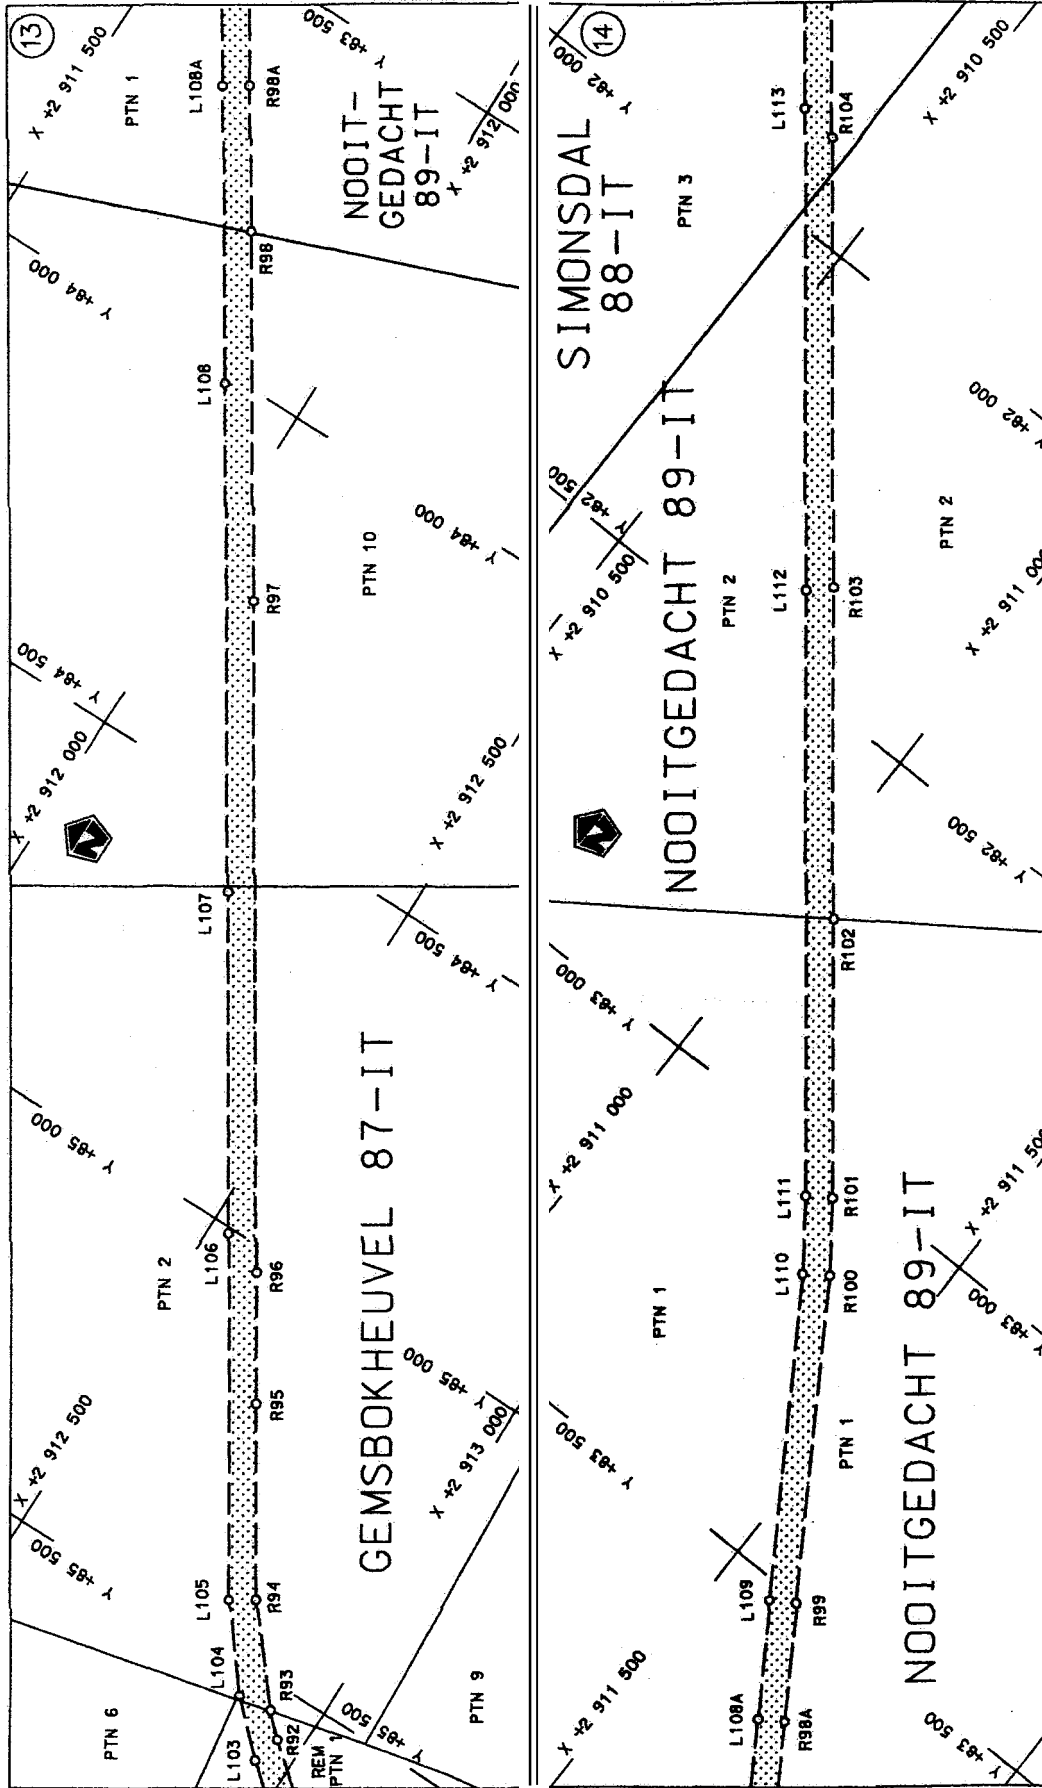 13
X +2 911 500
PTN 1
Y +83 500
L108A
R98A
NOOIT-
GEDACHT
89-IT
X +2 912 000
Y +84 000
R98
L108
Y +84 000
PTN 10
R97
Y +84 500
X +2 912 000
N
X +2 912 500
L107
Y +84 500
Y +85 000
GEMSBOKHEUVEL 87-IT
PTN 2
L106
R96
Y +85 000
R95
X +2 912 500
X +2 913 000
Y +85 500
L105
R94
L104
R93
PTN 6
R92
L103
REM
PTN 1
Y +85 500
PTN 9
14
Y +82 000
X +2 910 500
L113
R104
SIMONSDAL
88-IT
PTN 3
Y +82 000
Y +82 500
X +2 910 500
NOOITGEDACHT 89-IT
PTN 2
L112
R103
PTN 2
X +2 911 000
N
Y +82 500
R102
Y +83 000
X +2 911 000
L111
R101
L110
R100
X +2 911 500
Y +83 000
PTN 1
NOOITGEDACHT 89-IT
PTN 1
Y +83 500
L109
R99
X +2 911 500
L108A
R98A
Y +83 500